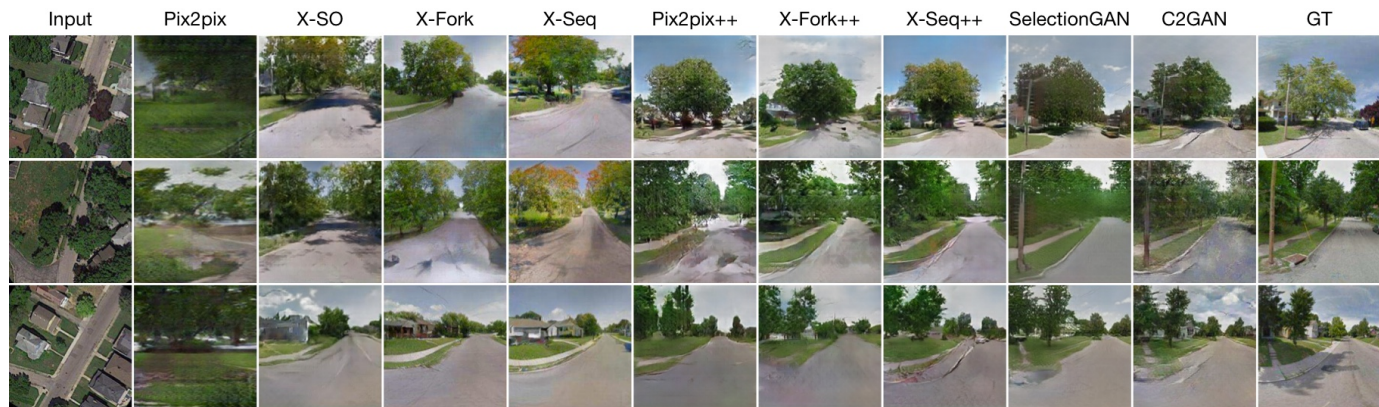 Input Pix2pix X-SO X-Fork X-Seq Pix2pix++ X-Fork++ X-Seq++ SelectionGAN C2GAN GT